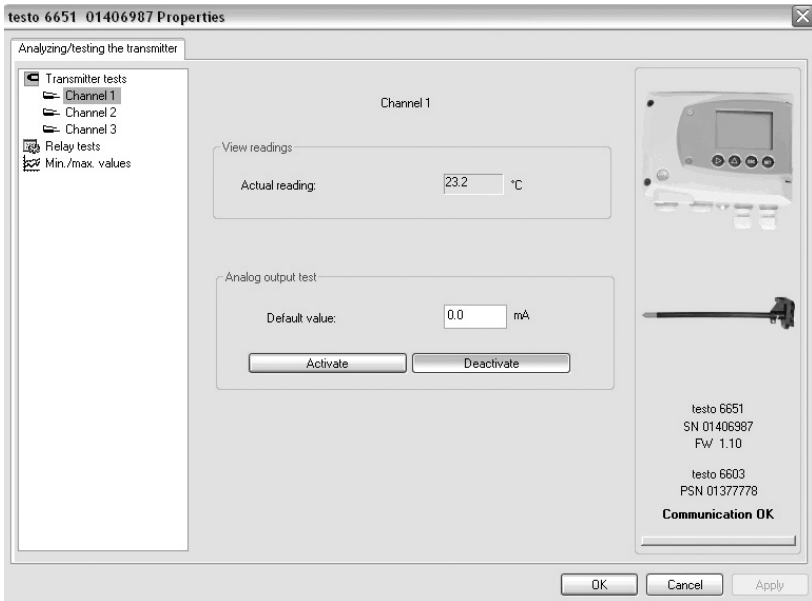 testo 6651 01406987 Properties
Analyzing/testing the transmitter
Transmitter tests
Channel 1
Channel 2
Channel 3
Relay tests
Min./max. values
Channel 1
View readings
Actual reading: 23.2 °C
Analog output test
Default value: 0.0 mA
Activate Deactivate
testo 6651
SN 01406987
FW 1.10
testo 6603
PSN 01377778
Communication OK
OK Cancel Apply